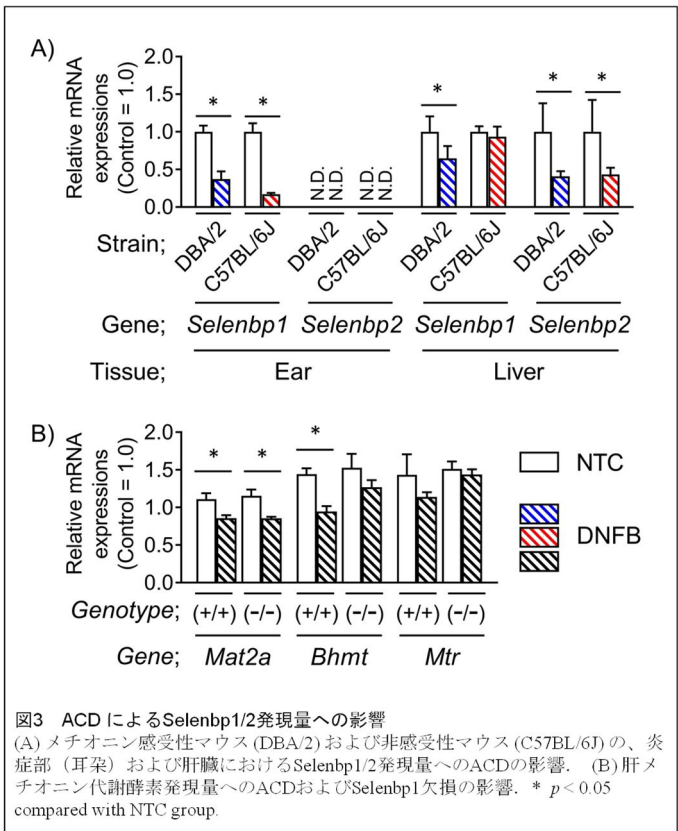 A)
Relative mRNA
expressions
(Control = 1.0)
2.0
1.5
1.0
0.5
0.0
* * * * *
N.D. N.D. N.D. N.D.
Strain; DBA/2 C57BL/6J DBA/2 C57BL/6J DBA/2 C57BL/6J DBA/2 C57BL/6J
Gene; Selenbp1 Selenbp2 Selenbp1 Selenbp2
Tissue; Ear Liver
B)
Relative mRNA
expressions
(Control = 1.0)
2.0
1.5
1.0
0.5
0.0
* * *
NTC
DNFB
Genotype; (+/+) (−/−) (+/+) (−/−) (+/+) (−/−)
Gene; Mat2a Bhmt Mtr
図3 ACD によるSelenbp1/2発現量への影響
(A) メチオニン感受性マウス (DBA/2) および非感受性マウス (C57BL/6J) の、炎
症部（耳朶）および肝臓におけるSelenbp1/2発現量へのACDの影響. (B) 肝メ
チオニン代謝酵素発現量へのACDおよびSelenbp1欠損の影響. * p < 0.05
compared with NTC group.